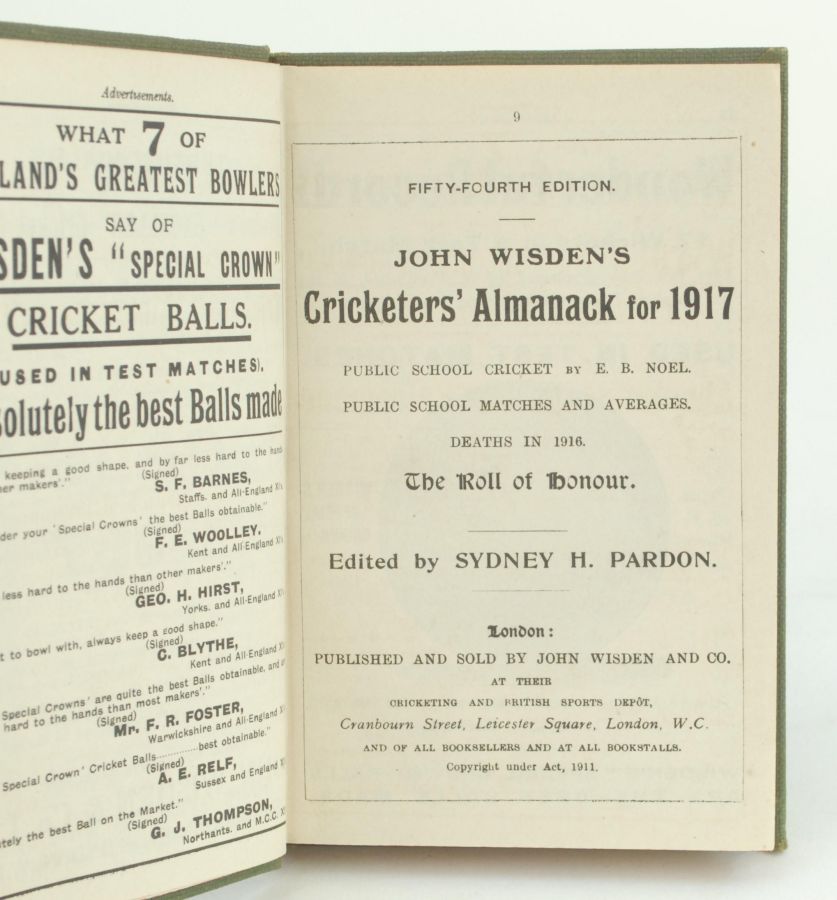 Advertisements.
WHAT 7 OF
LAND'S GREATEST BOWLERS
SAY OF
SDEN'S "SPECIAL CROWN"
CRICKET BALLS.
USED IN TEST MATCHES).
solutely the best Balls made
keeping a good shape, and by far less hard to the hands
er makers'."
(Signed)
S. F. BARNES,
Staffs. and All-England XI
der your 'Special Crowns' the best Balls obtainable."
(Signed)
F. E. WOOLLEY,
Kent and All-England XI
less hard to the hands than other makers'."
(Signed)
GEO. H. HIRST,
Yorks. and All-England XI
t to bowl with, always keep a good shape."
(Signed)
C. BLYTHE,
Kent and All-England XI
Special Crowns' are quite the best Balls obtainable, and
hard to the hands than most makers'."
(Signed)
Mr. F. R. FOSTER,
Warwickshire and All-England X
Special Crown' Cricket Balls..............best obtainable."
(Signed)
A. E. RELF,
Sussex and England X
tely the best Ball on the Market."
(Signed)
G. J. THOMPSON,
Northants. and M.C.C. X
9
FIFTY-FOURTH EDITION.
JOHN WISDEN'S
Cricketers' Almanack for 1917
PUBLIC SCHOOL CRICKET BY E. B. NOEL.
PUBLIC SCHOOL MATCHES AND AVERAGES.
DEATHS IN 1916.
The Roll of Honour.
Edited by SYDNEY H. PARDON.
London:
PUBLISHED AND SOLD BY JOHN WISDEN AND CO.
AT THEIR
CRICKETING AND BRITISH SPORTS DEPÔT,
Cranbourn Street, Leicester Square, London, W.C.
AND OF ALL BOOKSELLERS AND AT ALL BOOKSTALLS.
Copyright under Act, 1911.